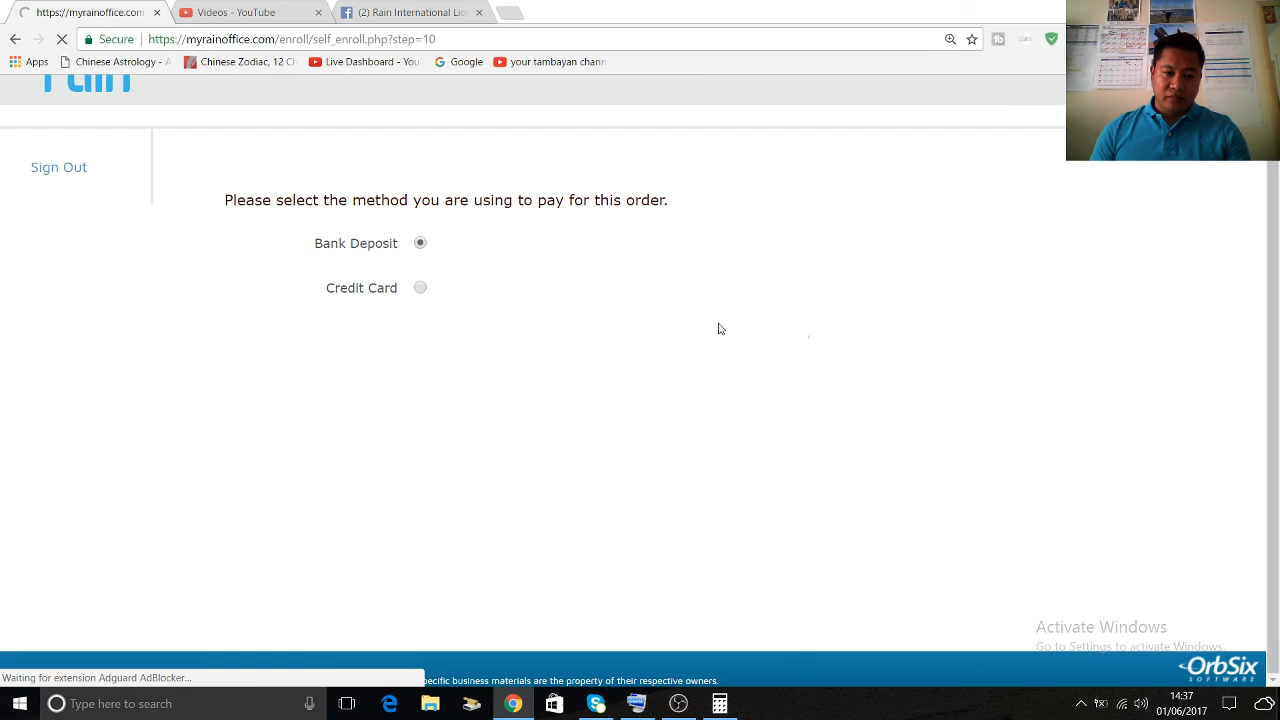 https://myrainoffice.com
Videos - YouTube
(2) Rain International Lio
Secure
https://myrainoffice.com/enroll/self_enroll.php?step=10
Apps
Chinese Astrology - A
Chinese Zodiac, 12 Ch
Live Dashboard - You
Google
your tambayan chann
rain
Sign Out
Please select the method you are using to pay for this order.
Bank Deposit
Credit Card
Activate Windows
Go to Settings to activate Windows.
OrbSix
SOFTWARE
Waiting for extension Adguard AdBlocker...
pecific business materials are the property of their respective owners.
Type here to search
14:37
01/06/2017